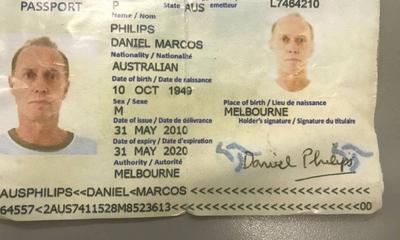 PASSPORT
P State AUS emetteur L7464210
Name / Nom
PHILIPS
DANIEL MARCOS
Nationality / Nationalité
AUSTRALIAN
Date of birth / Date de naissance
10 OCT 1949
Sex / Sexe
M
Place of birth / Lieu de naissance
MELBOURNE
Date of issue / Date de délivrance
31 MAY 2010
Holder's signature / Signature du titulaire
Date of expiry / Date d'expiration
31 MAY 2020
Daniel Philips
Authority / Autorité
MELBOURNE
AUSPHILIPS<<DANIEL<MARCOS<<<<<<<<<<<<<<<<<<
64557<2AUS7411528M8523613<<<<<<<<<<<<<<<<00